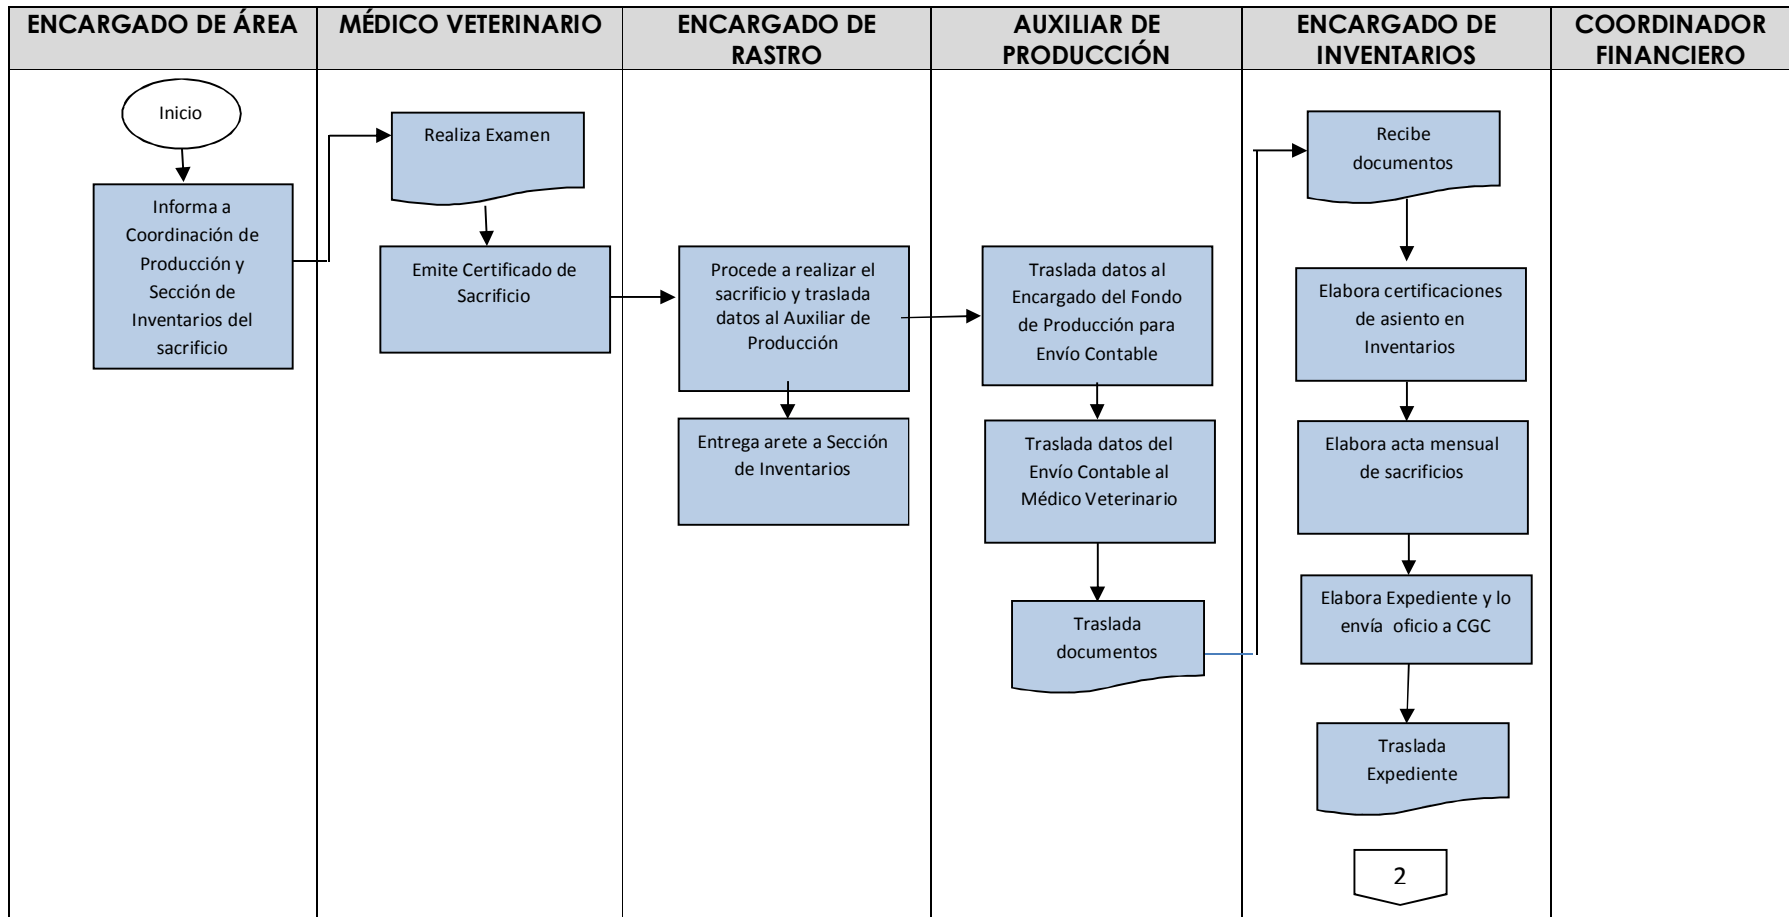 ENCARGADO DE ÁREA
MÉDICO VETERINARIO
ENCARGADO DE
RASTRO
AUXILIAR DE
PRODUCCIÓN
ENCARGADO DE
INVENTARIOS
COORDINADOR
FINANCIERO
Inicio
Informa a
Coordinación de
Producción y
Sección de
Inventarios del
sacrificio
Realiza Examen
Emite Certificado de
Sacrificio
Procede a realizar el
sacrificio y traslada
datos al Auxiliar de
Producción
Entrega arete a Sección
de Inventarios
Traslada datos al
Encargado del Fondo
de Producción para
Envío Contable
Traslada datos del
Envío Contable al
Médico Veterinario
Traslada
documentos
Recibe
documentos
Elabora certificaciones
de asiento en
Inventarios
Elabora acta mensual
de sacrificios
Elabora Expediente y lo
envía oficio a CGC
Traslada
Expediente
2